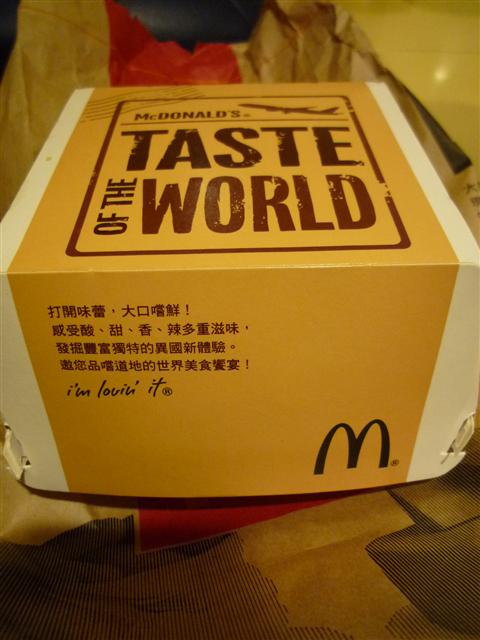 McDONALD'S®
TASTE
OF THE
WORLD
打開味蕾，大口嚐鮮！
感受酸、甜、香、辣多重滋味，
發掘豐富獨特的異國新體驗。
邀您品嚐道地的世界美食饗宴！
i'm lovin' it®
M®